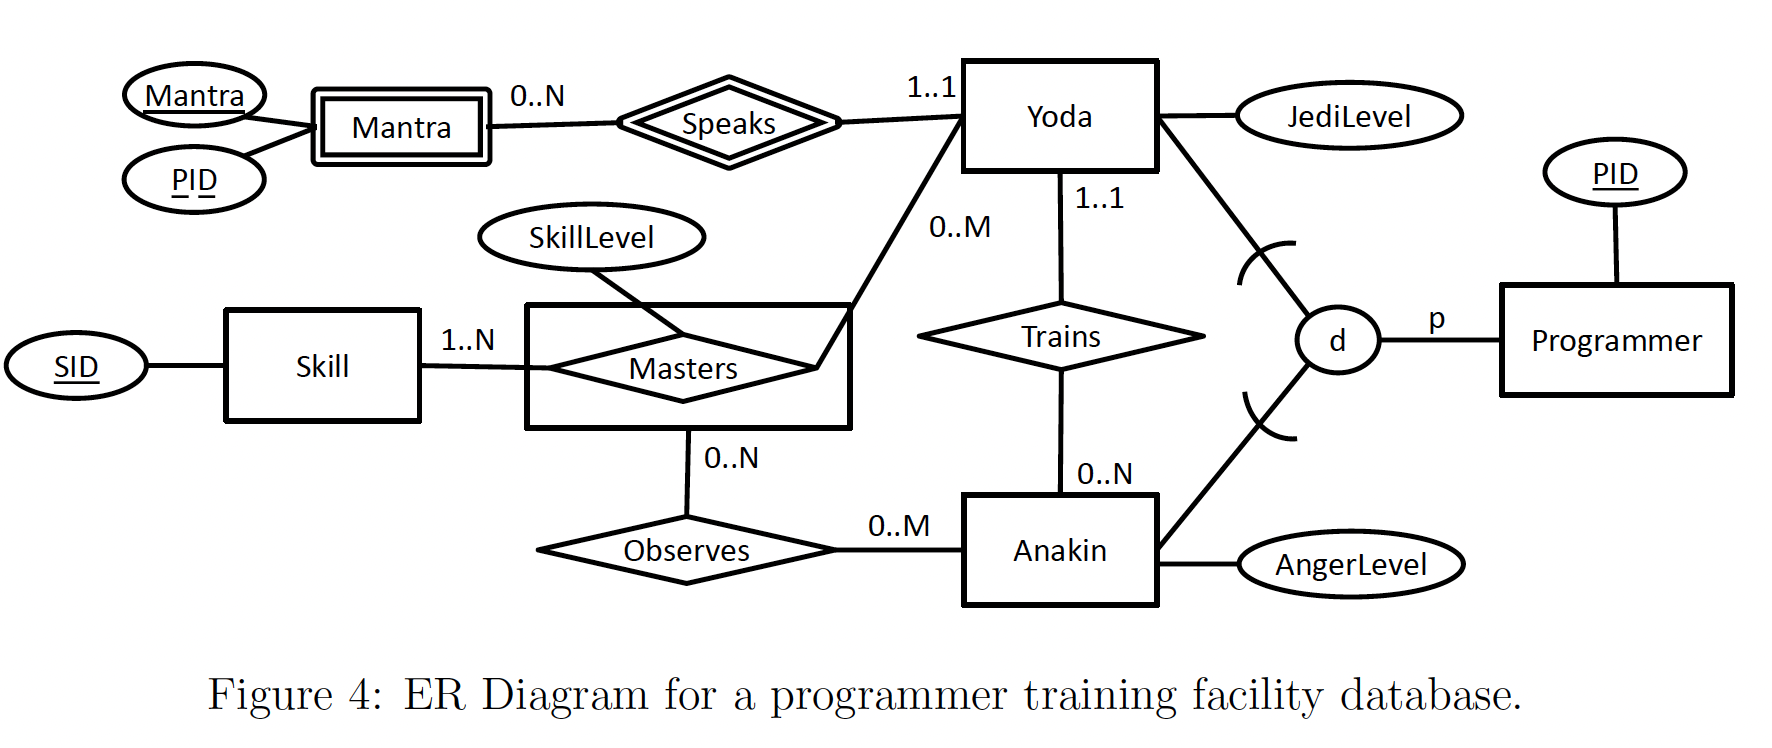 Mantra
PID
Mantra
0..N
Speaks
1..1
Yoda
JediLevel
PID
SkillLevel
0..M
1..1
SID
Skill
1..N
Masters
Trains
d
p
Programmer
0..N
0..N
Observes
0..M
Anakin
AngerLevel
Figure 4: ER Diagram for a programmer training facility database.